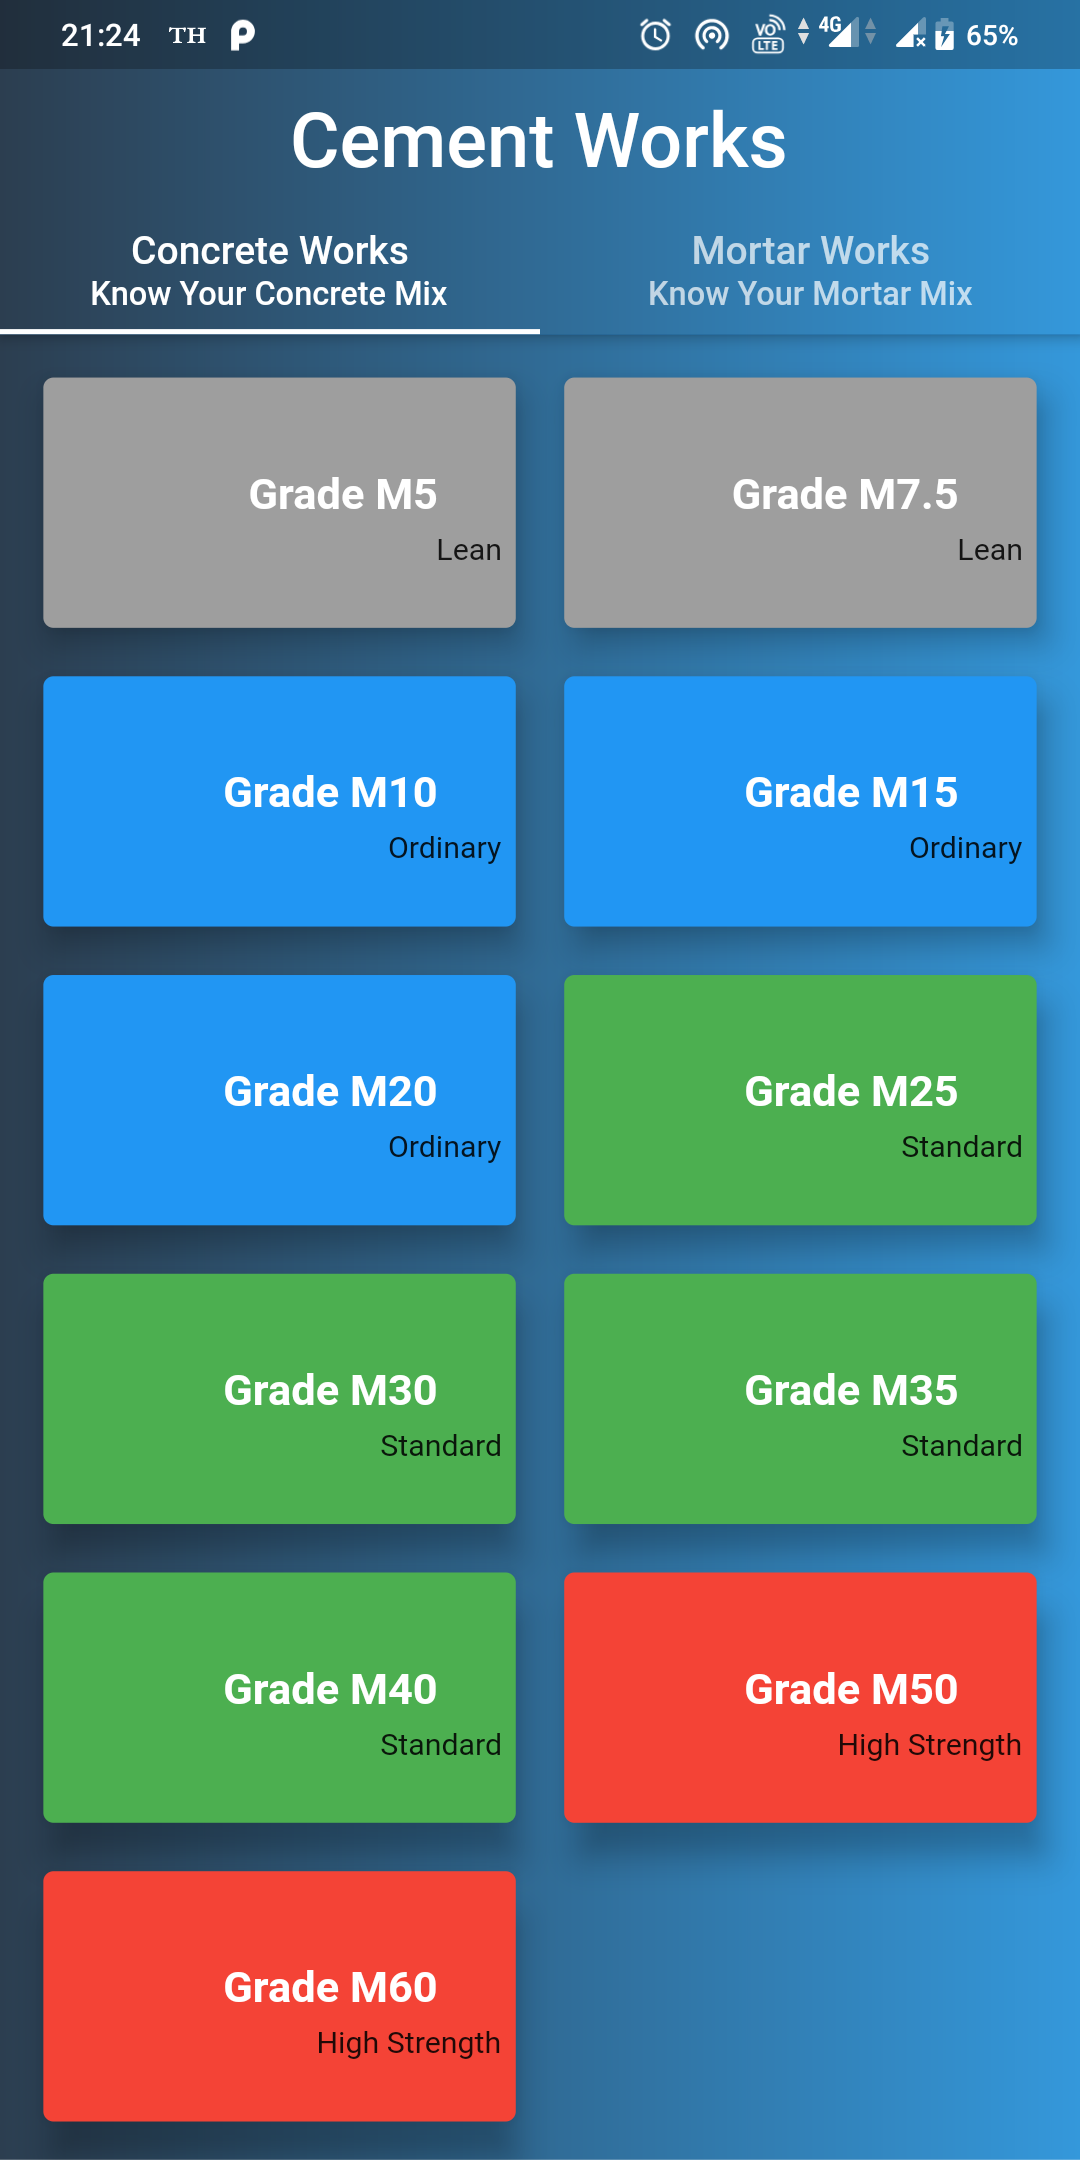 21:24 TH P VO LTE 4G 65%
Cement Works
Concrete Works
Know Your Concrete Mix
Mortar Works
Know Your Mortar Mix
Grade M5
Lean
Grade M7.5
Lean
Grade M10
Ordinary
Grade M15
Ordinary
Grade M20
Ordinary
Grade M25
Standard
Grade M30
Standard
Grade M35
Standard
Grade M40
Standard
Grade M50
High Strength
Grade M60
High Strength